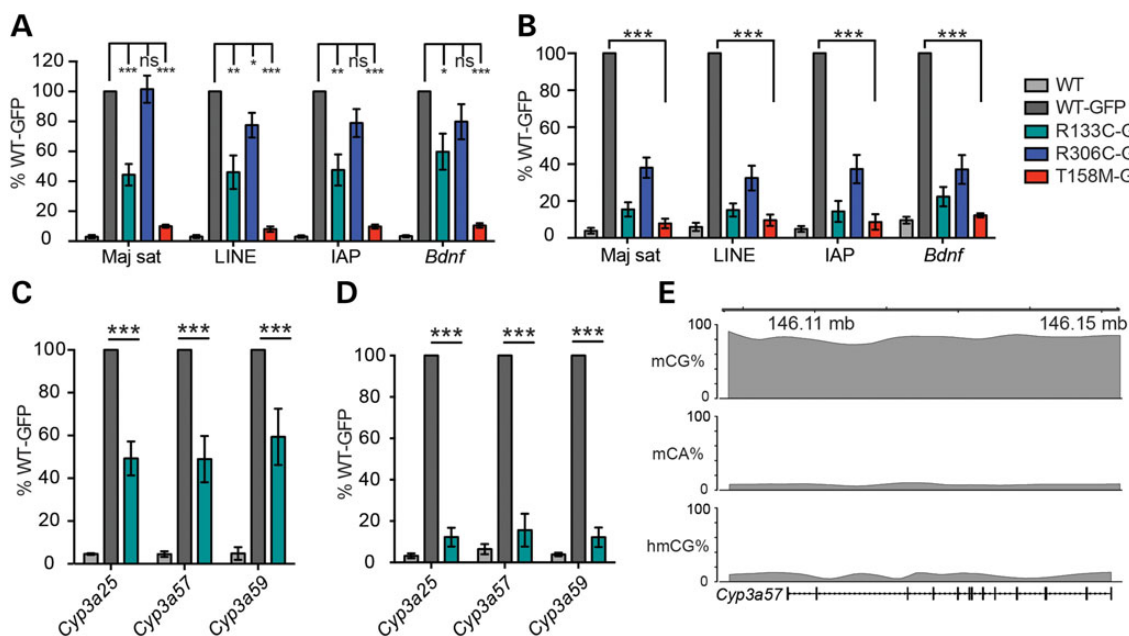 A
% WT-GFP
120
100
80
60
40
20
0
*** ns ***
** * ***
** ns ***
* ns ***
Maj sat LINE IAP Bdnf
B
% WT-GFP
100
80
60
40
20
0
*** *** *** ***
Maj sat LINE IAP Bdnf
WT
WT-GFP
R133C-G
R306C-G
T158M-G
C
% WT-GFP
100
80
60
40
20
0
*** *** ***
Cyp3a25 Cyp3a57 Cyp3a59
D
% WT-GFP
100
80
60
40
20
0
*** *** ***
Cyp3a25 Cyp3a57 Cyp3a59
E
146.11 mb 146.15 mb
100
mCG%
0
100
mCA%
0
100
hmCG%
0
Cyp3a57